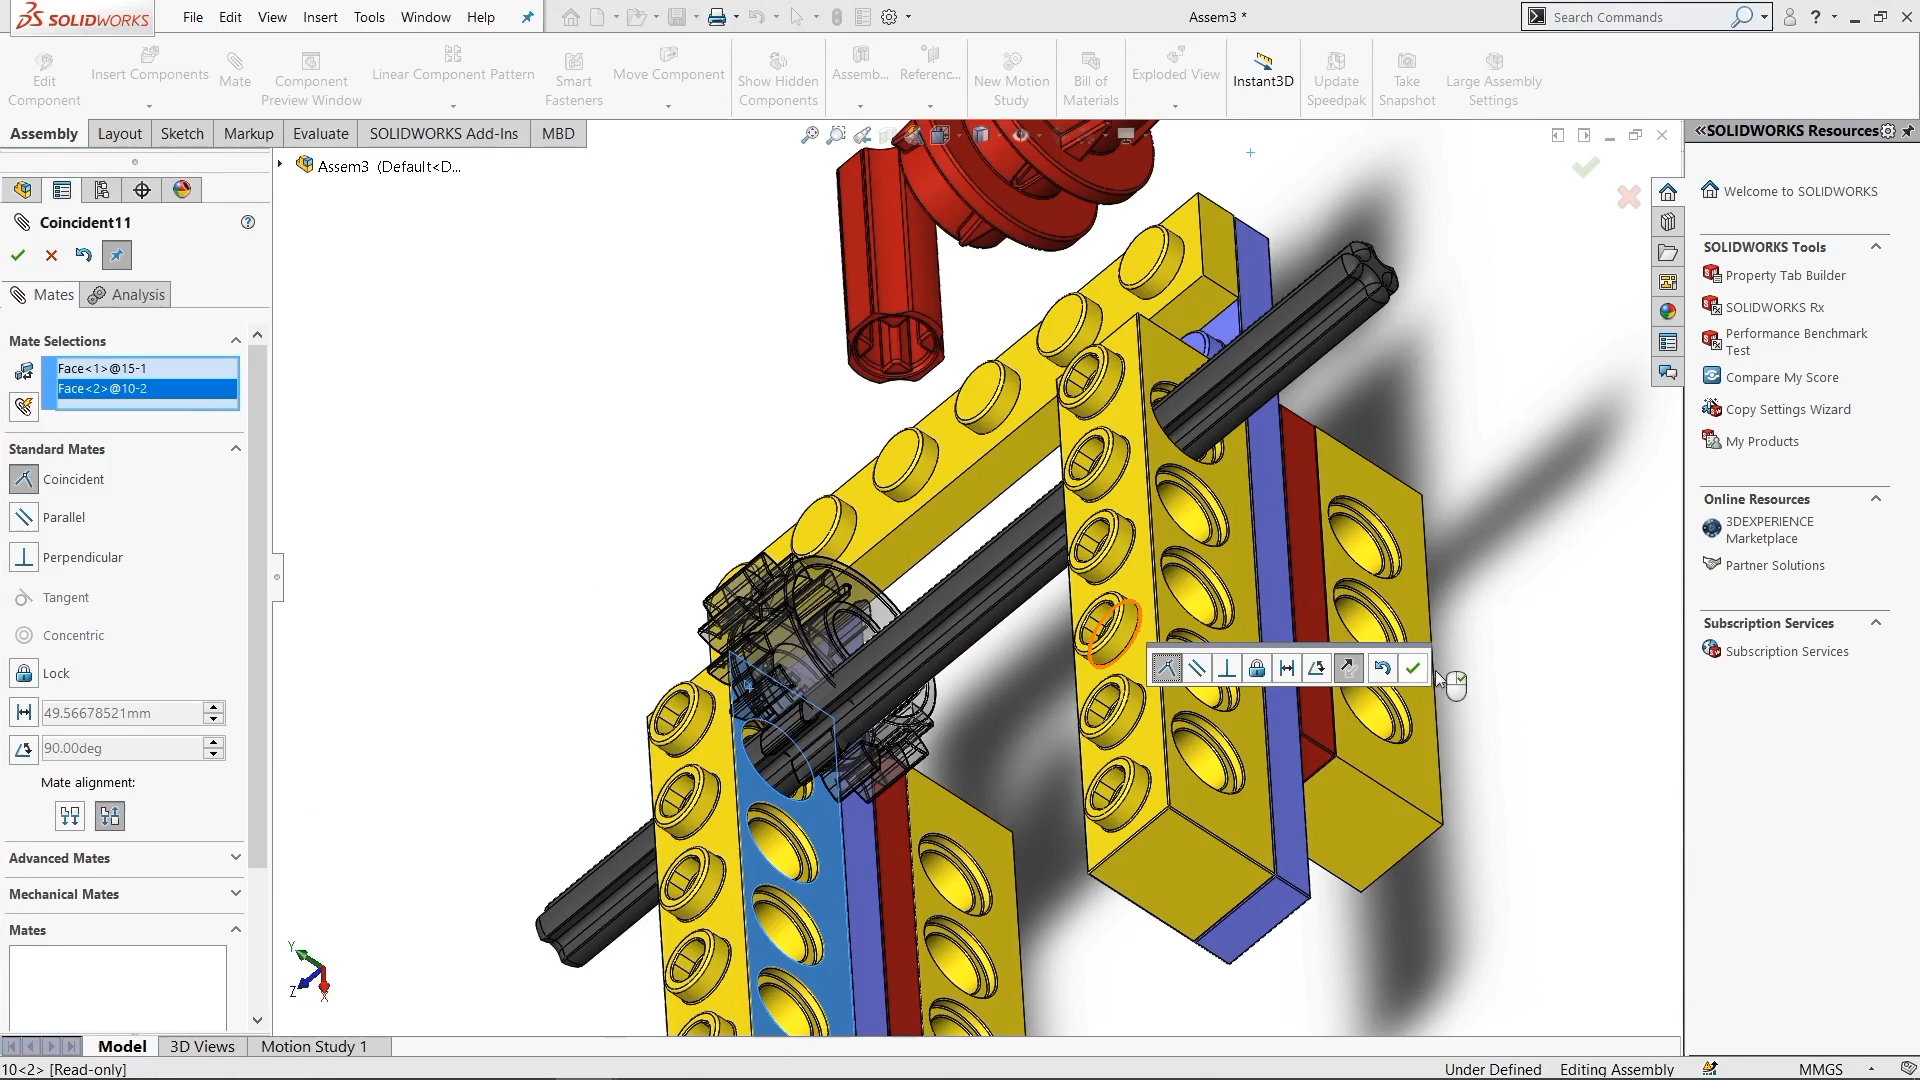 SOLIDWORKS
File Edit View Insert Tools Window Help
Assem3 *
Search Commands
Edit Component
Insert Components
Mate
Component Preview Window
Linear Component Pattern
Smart Fasteners
Move Component
Show Hidden Components
Assemb...
Referenc...
New Motion Study
Bill of Materials
Exploded View
Instant3D
Update Speedpak
Take Snapshot
Large Assembly Settings
Assembly Layout Sketch Markup Evaluate SOLIDWORKS Add-Ins MBD
Assem3 (Default<D...
Coincident11
Mates Analysis
Mate Selections
Face<1>@15-1
Face<2>@10-2
Standard Mates
Coincident
Parallel
Perpendicular
Tangent
Concentric
Lock
49.56678521mm
90.00deg
Mate alignment:
Advanced Mates
Mechanical Mates
Mates
Y
Z
X
SOLIDWORKS Resources
Welcome to SOLIDWORKS
SOLIDWORKS Tools
Property Tab Builder
SOLIDWORKS Rx
Performance Benchmark
Test
Compare My Score
Copy Settings Wizard
My Products
Online Resources
3DEXPERIENCE
Marketplace
Partner Solutions
Subscription Services
Subscription Services
Model 3D Views Motion Study 1
10<2> [Read-only]
Under Defined Editing Assembly MMGS